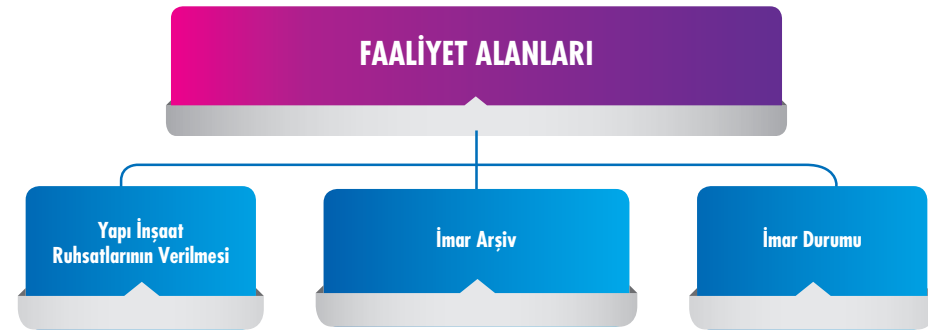 FAALİYET ALANLARI
Yapı İnşaat
Ruhsatlarının Verilmesi
İmar Arşiv
İmar Durumu